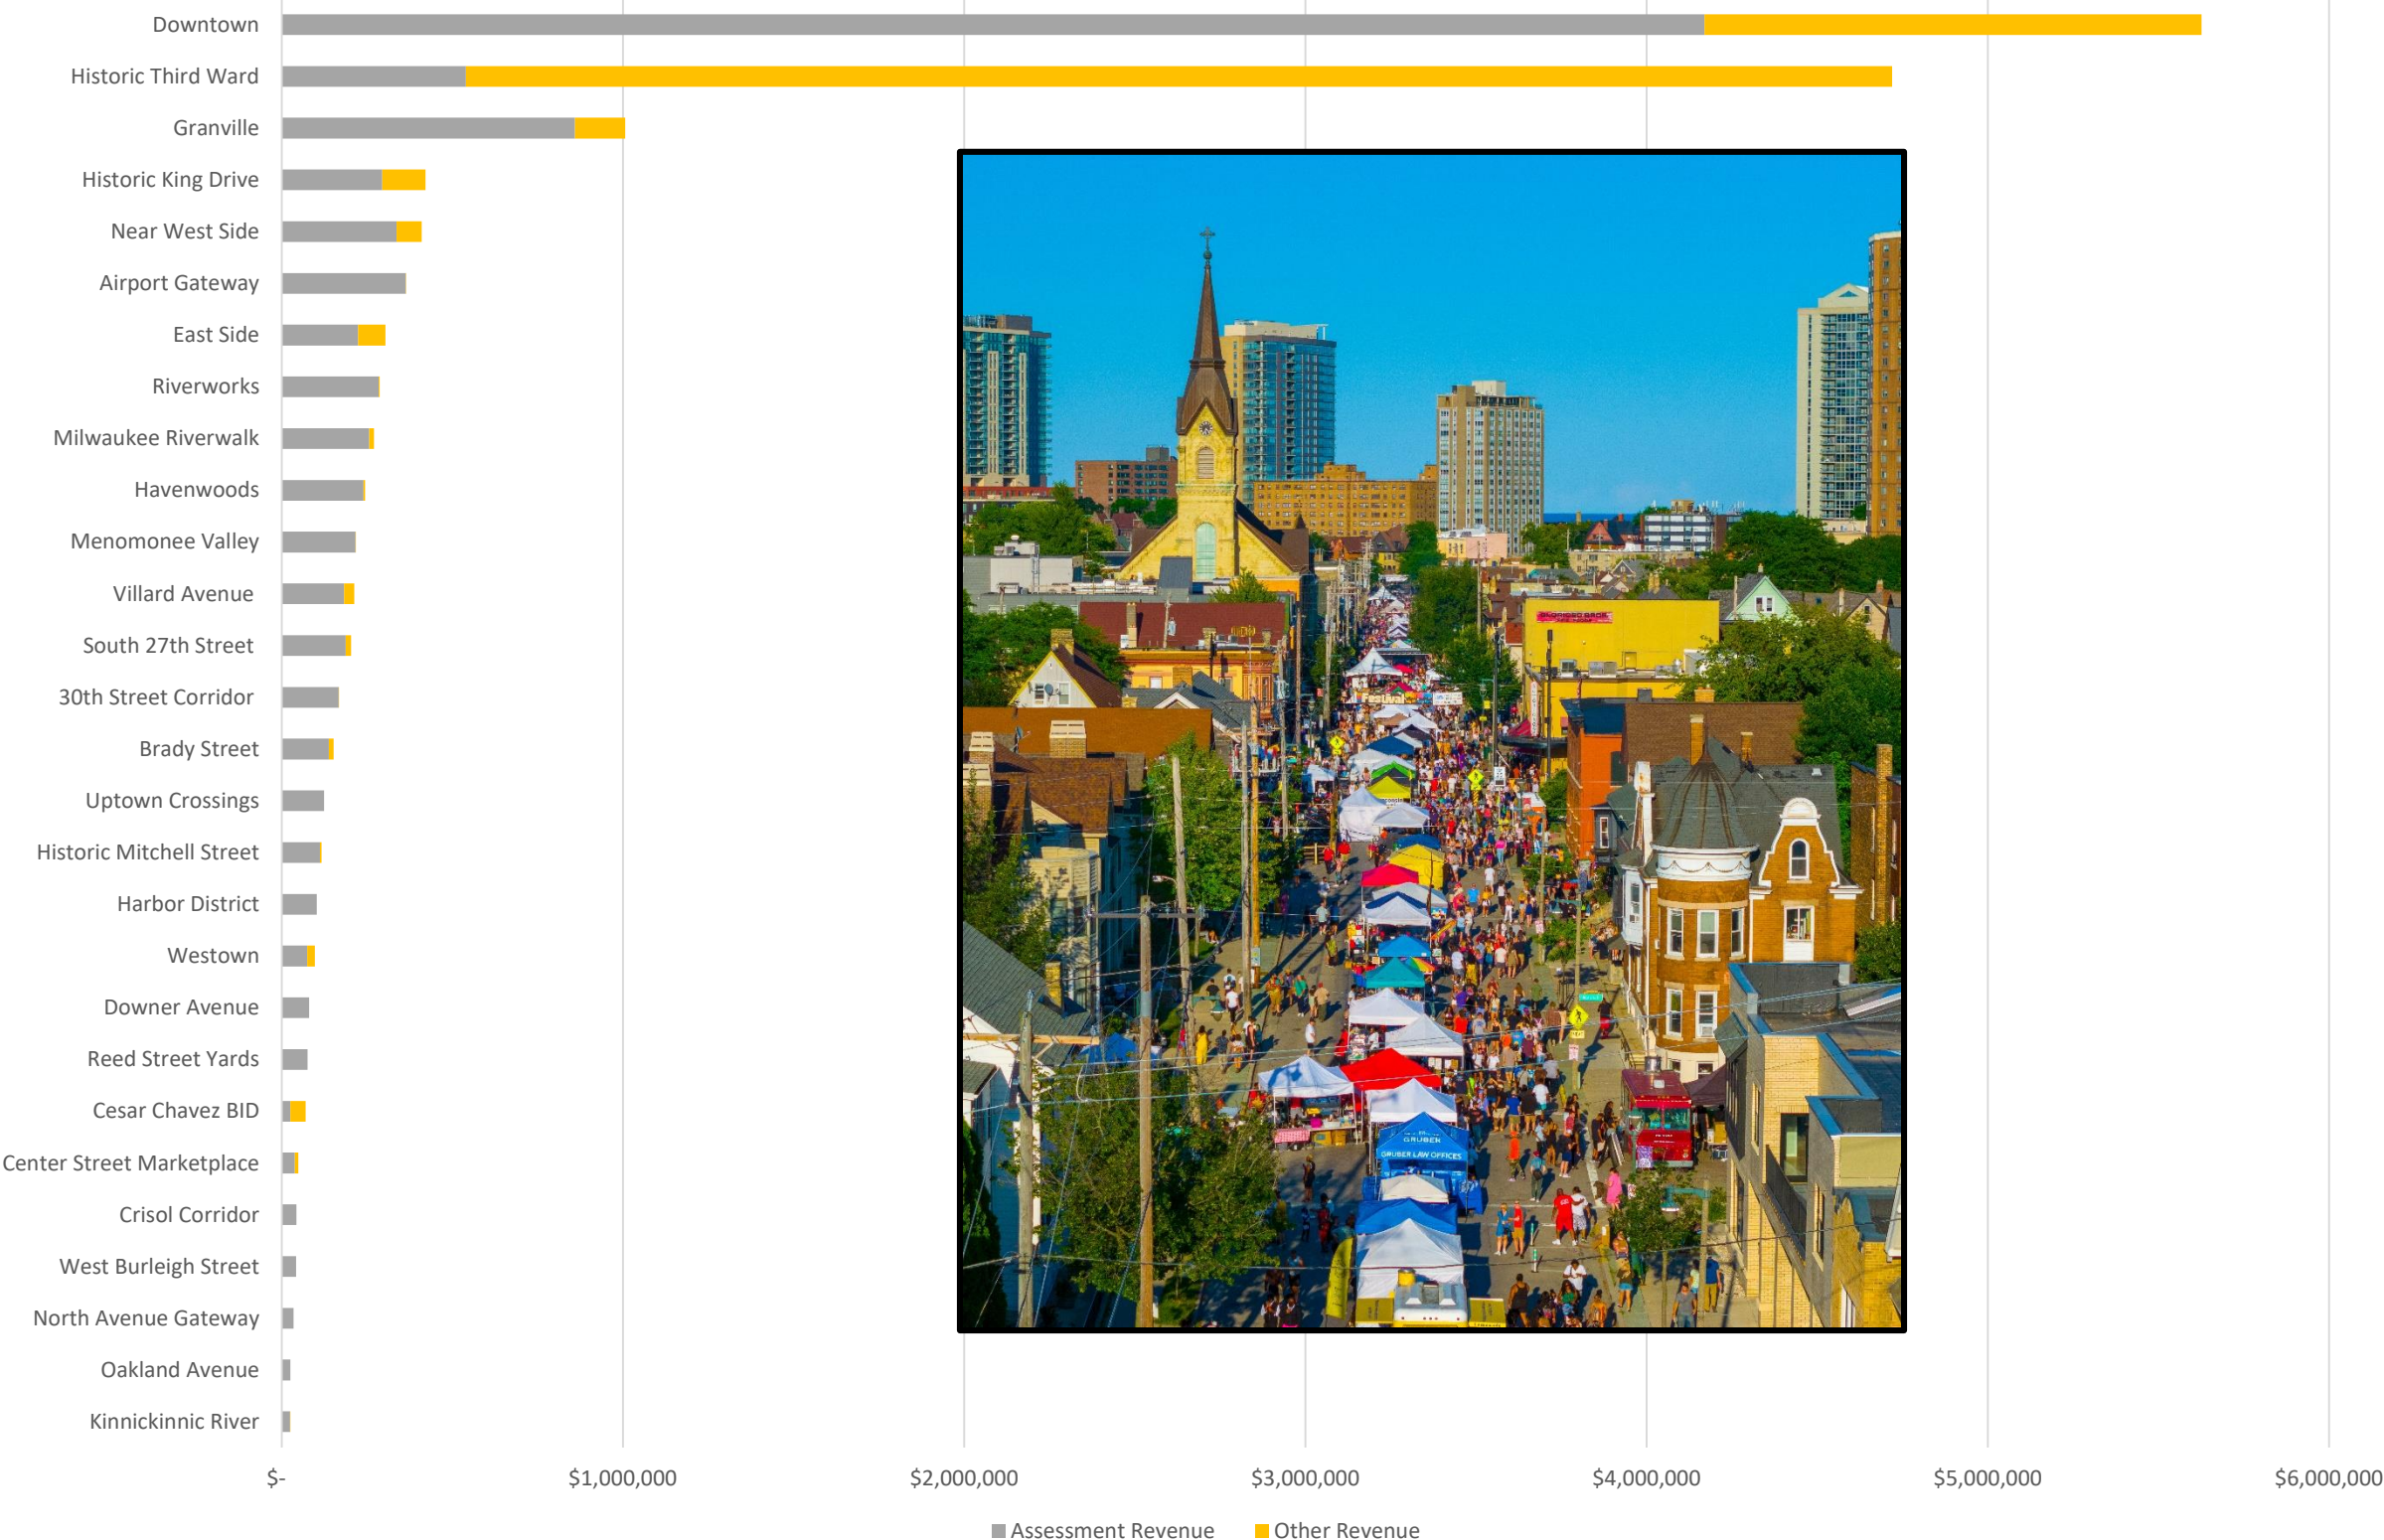 Downtown
Historic Third Ward
Granville
Historic King Drive
Near West Side
Airport Gateway
East Side
Riverworks
Milwaukee Riverwalk
Havenwoods
Menomonee Valley
Villard Avenue
South 27th Street
30th Street Corridor
Brady Street
Uptown Crossings
Historic Mitchell Street
Harbor District
Westown
Downer Avenue
Reed Street Yards
Cesar Chavez BID
Center Street Marketplace
Crisol Corridor
West Burleigh Street
North Avenue Gateway
Oakland Avenue
Kinnickinnic River
Festival
GRUBER
GRUBER LAW OFFICES
$- $1,000,000 $2,000,000 $3,000,000 $4,000,000 $5,000,000 $6,000,000
Assessment Revenue Other Revenue